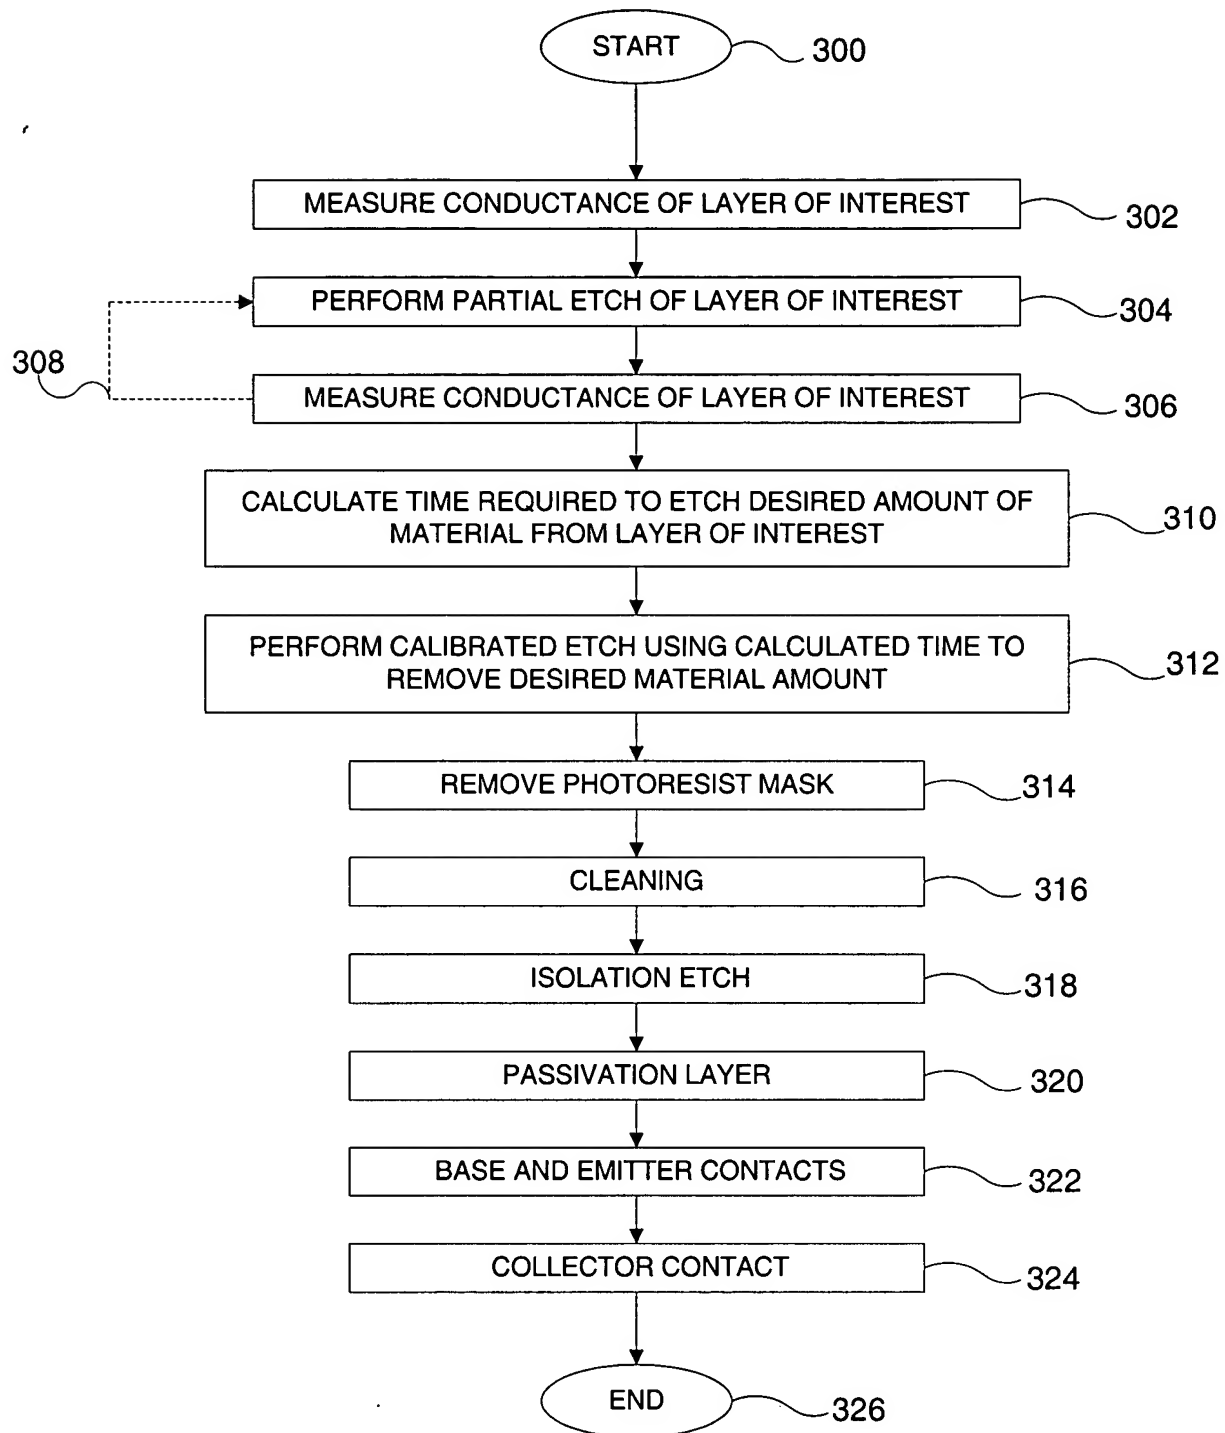 START
300
MEASURE CONDUCTANCE OF LAYER OF INTEREST
302
PERFORM PARTIAL ETCH OF LAYER OF INTEREST
304
308
MEASURE CONDUCTANCE OF LAYER OF INTEREST
306
CALCULATE TIME REQUIRED TO ETCH DESIRED AMOUNT OF
MATERIAL FROM LAYER OF INTEREST
310
PERFORM CALIBRATED ETCH USING CALCULATED TIME TO
REMOVE DESIRED MATERIAL AMOUNT
312
REMOVE PHOTORESIST MASK
314
CLEANING
316
ISOLATION ETCH
318
PASSIVATION LAYER
320
BASE AND EMITTER CONTACTS
322
COLLECTOR CONTACT
324
END
326